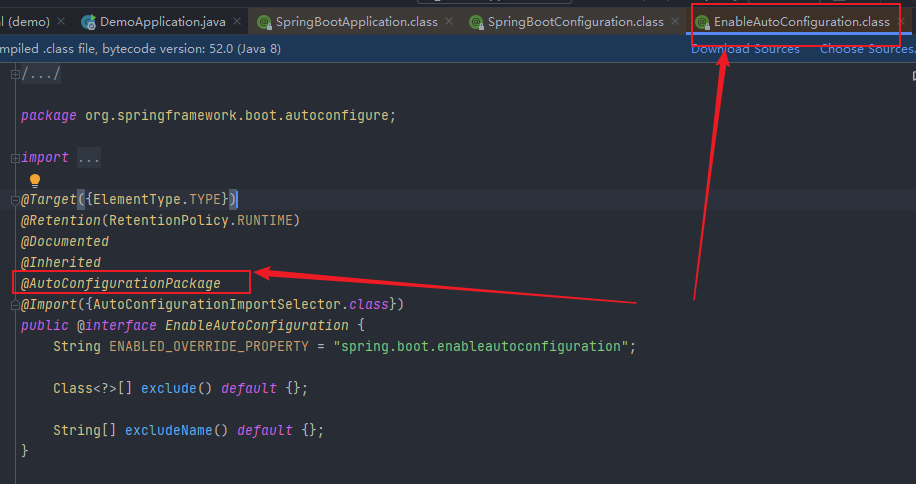 l (demo) DemoApplication.java SpringBootApplication.class SpringBootConfiguration.class EnableAutoConfiguration.class
mpiled .class file, bytecode version: 52.0 (Java 8) Download Sources Choose Sources.
/.../
package org.springframework.boot.autoconfigure;
import ...
@Target({ElementType.TYPE})
@Retention(RetentionPolicy.RUNTIME)
@Documented
@Inherited
@AutoConfigurationPackage
@Import({AutoConfigurationImportSelector.class})
public @interface EnableAutoConfiguration {
String ENABLED_OVERRIDE_PROPERTY = "spring.boot.enableautoconfiguration";
Class<?>[] exclude() default {};
String[] excludeName() default {};
}